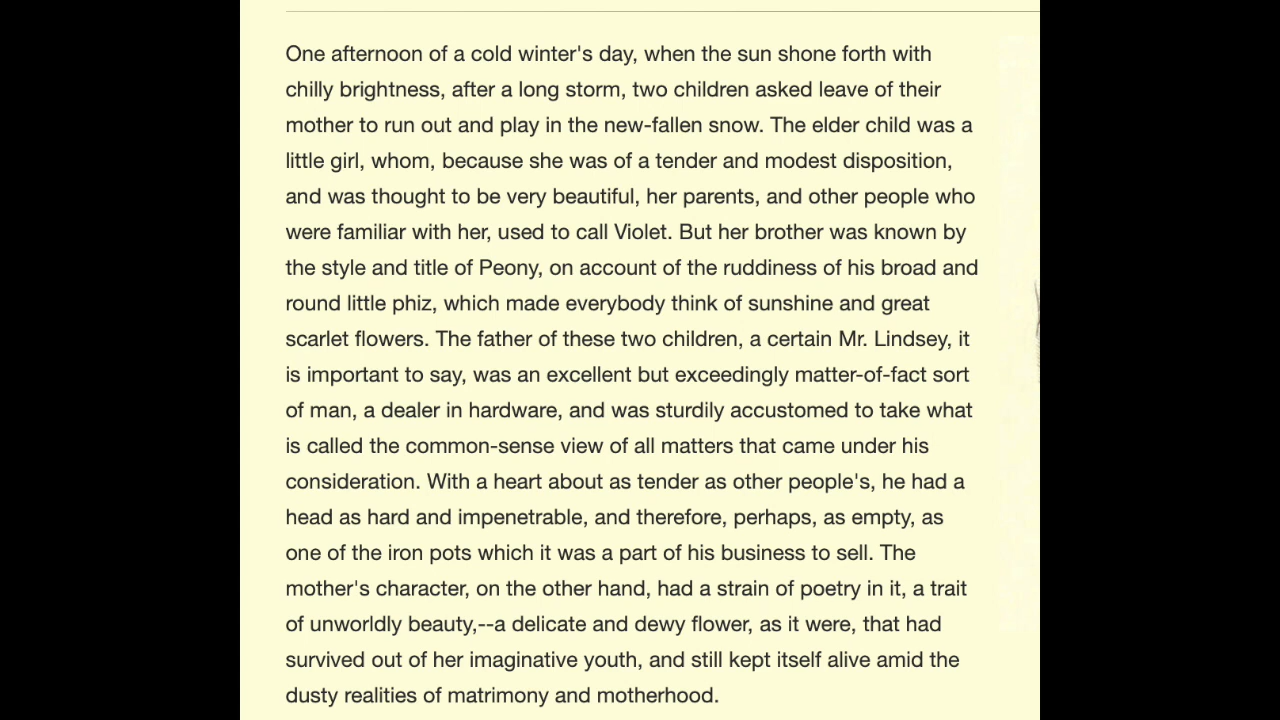 One afternoon of a cold winter's day, when the sun shone forth with
chilly brightness, after a long storm, two children asked leave of their
mother to run out and play in the new-fallen snow. The elder child was a
little girl, whom, because she was of a tender and modest disposition,
and was thought to be very beautiful, her parents, and other people who
were familiar with her, used to call Violet. But her brother was known by
the style and title of Peony, on account of the ruddiness of his broad and
round little phiz, which made everybody think of sunshine and great
scarlet flowers. The father of these two children, a certain Mr. Lindsey, it
is important to say, was an excellent but exceedingly matter-of-fact sort
of man, a dealer in hardware, and was sturdily accustomed to take what
is called the common-sense view of all matters that came under his
consideration. With a heart about as tender as other people's, he had a
head as hard and impenetrable, and therefore, perhaps, as empty, as
one of the iron pots which it was a part of his business to sell. The
mother's character, on the other hand, had a strain of poetry in it, a trait
of unworldly beauty,--a delicate and dewy flower, as it were, that had
survived out of her imaginative youth, and still kept itself alive amid the
dusty realities of matrimony and motherhood.